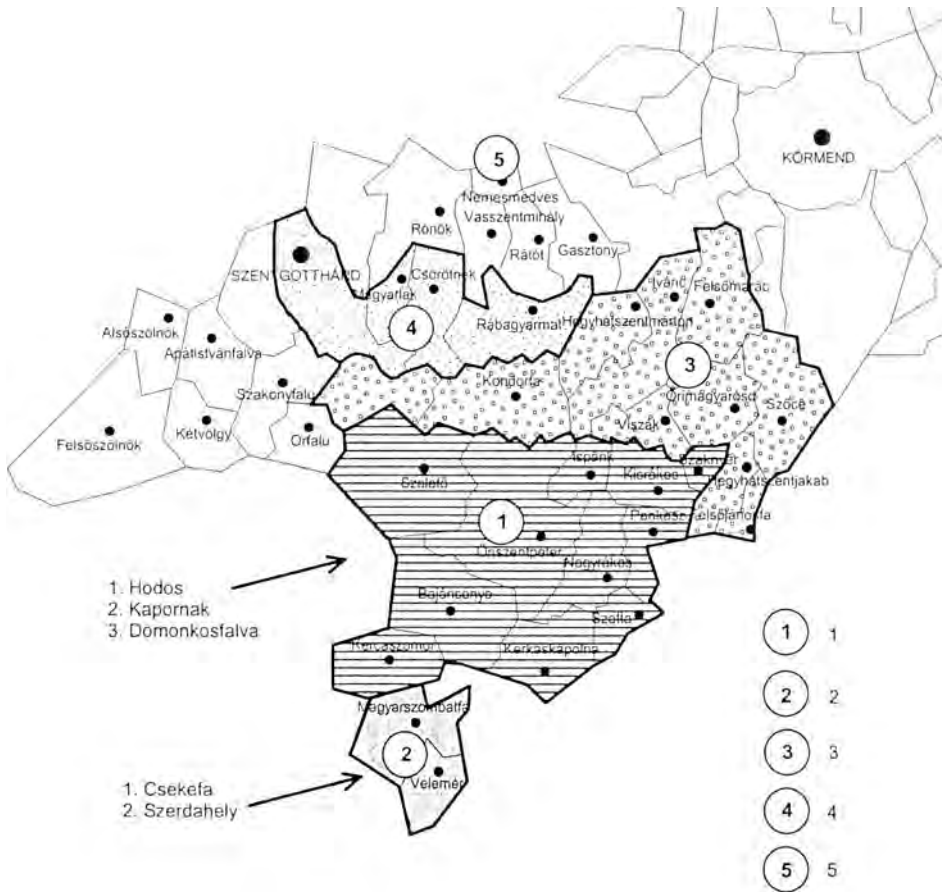 5
KÖRMEND
Nemesmedves
Vasszentmihály
Rönök
Rátót
Gasztony
SZENTGOTTHÁRD
Magyarlak
Csörötnek
Ivánc
Felsőmarác
Rábagyarmat
Hegyhátszentmárton
4
Alsószölnök
Apátistvánfalva
3
Szakonyfalu
Kondorfa
Őrimagyarósd
Szőce
Felsőszölnök
Kétvölgy
Orfalu
Viszák
Szalafő
Ispánk
Kisrákos
Szaknyér
Hegyhátszentjakab
Pankasz
Felsőjánosfa
1
Őriszentpéter
Nagyrákos
1. Hodos
2. Kapornak
3. Domonkosfalva
Bajánsenye
Szatta
Kercaszomor
Kerkáskápolna
1 1
Magyarszombatfa
2 2
2
3 3
Velemér
1. Csekefa
2. Szerdahely
4 4
5 5